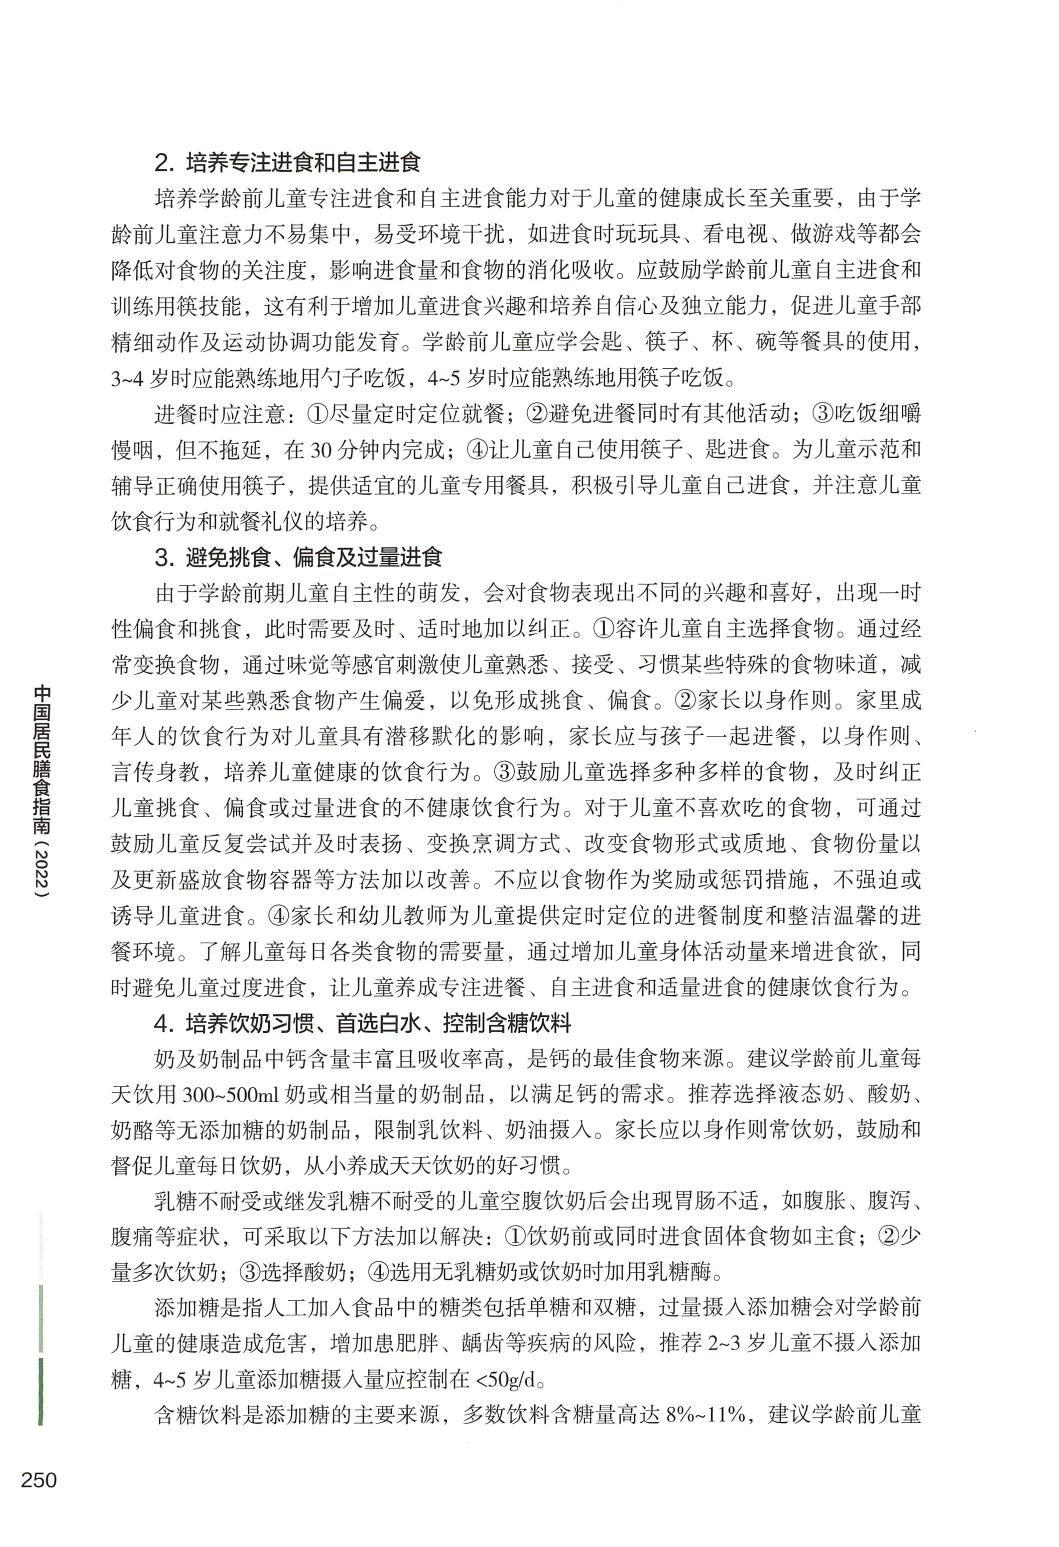 2. 培养专注进食和自主进食
培养学龄前儿童专注进食和自主进食能力对于儿童的健康成长至关重要，由于学
龄前儿童注意力不易集中，易受环境干扰，如进食时玩玩具、看电视、做游戏等都会
降低对食物的关注度，影响进食量和食物的消化吸收。应鼓励学龄前儿童自主进食和
训练用筷技能，这有利于增加儿童进食兴趣和培养自信心及独立能力，促进儿童手部
精细动作及运动协调功能发育。学龄前儿童应学会匙、筷子、杯、碗等餐具的使用，
3~4 岁时应能熟练地用勺子吃饭，4~5 岁时应能熟练地用筷子吃饭。
进餐时应注意：①尽量定时定位就餐；②避免进餐同时有其他活动；③吃饭细嚼
慢咽，但不拖延，在 30 分钟内完成；④让儿童自己使用筷子、匙进食。为儿童示范和
辅导正确使用筷子，提供适宜的儿童专用餐具，积极引导儿童自己进食，并注意儿童
饮食行为和就餐礼仪的培养。
3. 避免挑食、偏食及过量进食
由于学龄前期儿童自主性的萌发，会对食物表现出不同的兴趣和喜好，出现一时
性偏食和挑食，此时需要及时、适时地加以纠正。①容许儿童自主选择食物。通过经
常变换食物，通过味觉等感官刺激使儿童熟悉、接受、习惯某些特殊的食物味道，减
少儿童对某些熟悉食物产生偏爱，以免形成挑食、偏食。②家长以身作则。家里成
年人的饮食行为对儿童具有潜移默化的影响，家长应与孩子一起进餐，以身作则、
言传身教，培养儿童健康的饮食行为。③鼓励儿童选择多种多样的食物，及时纠正
儿童挑食、偏食或过量进食的不健康饮食行为。对于儿童不喜欢吃的食物，可通过
鼓励儿童反复尝试并及时表扬、变换烹调方式、改变食物形式或质地、食物份量以
及更新盛放食物容器等方法加以改善。不应以食物作为奖励或惩罚措施，不强迫或
诱导儿童进食。④家长和幼儿教师为儿童提供定时定位的进餐制度和整洁温馨的进
餐环境。了解儿童每日各类食物的需要量，通过增加儿童身体活动量来增进食欲，同
时避免儿童过度进食，让儿童养成专注进餐、自主进食和适量进食的健康饮食行为。
4. 培养饮奶习惯、首选白水、控制含糖饮料
奶及奶制品中钙含量丰富且吸收率高，是钙的最佳食物来源。建议学龄前儿童每
天饮用 300~500ml 奶或相当量的奶制品，以满足钙的需求。推荐选择液态奶、酸奶、
奶酪等无添加糖的奶制品，限制乳饮料、奶油摄入。家长应以身作则常饮奶，鼓励和
督促儿童每日饮奶，从小养成天天饮奶的好习惯。
乳糖不耐受或继发乳糖不耐受的儿童空腹饮奶后会出现胃肠不适，如腹胀、腹泻、
腹痛等症状，可采取以下方法加以解决：①饮奶前或同时进食固体食物如主食；②少
量多次饮奶；③选择酸奶；④选用无乳糖奶或饮奶时加用乳糖酶。
添加糖是指人工加入食品中的糖类包括单糖和双糖，过量摄入添加糖会对学龄前
儿童的健康造成危害，增加患肥胖、龋齿等疾病的风险，推荐 2~3 岁儿童不摄入添加
糖，4~5 岁儿童添加糖摄入量应控制在 <50g/d。
含糖饮料是添加糖的主要来源，多数饮料含糖量高达 8%~11%，建议学龄前儿童
中国居民膳食指南（2022）
250